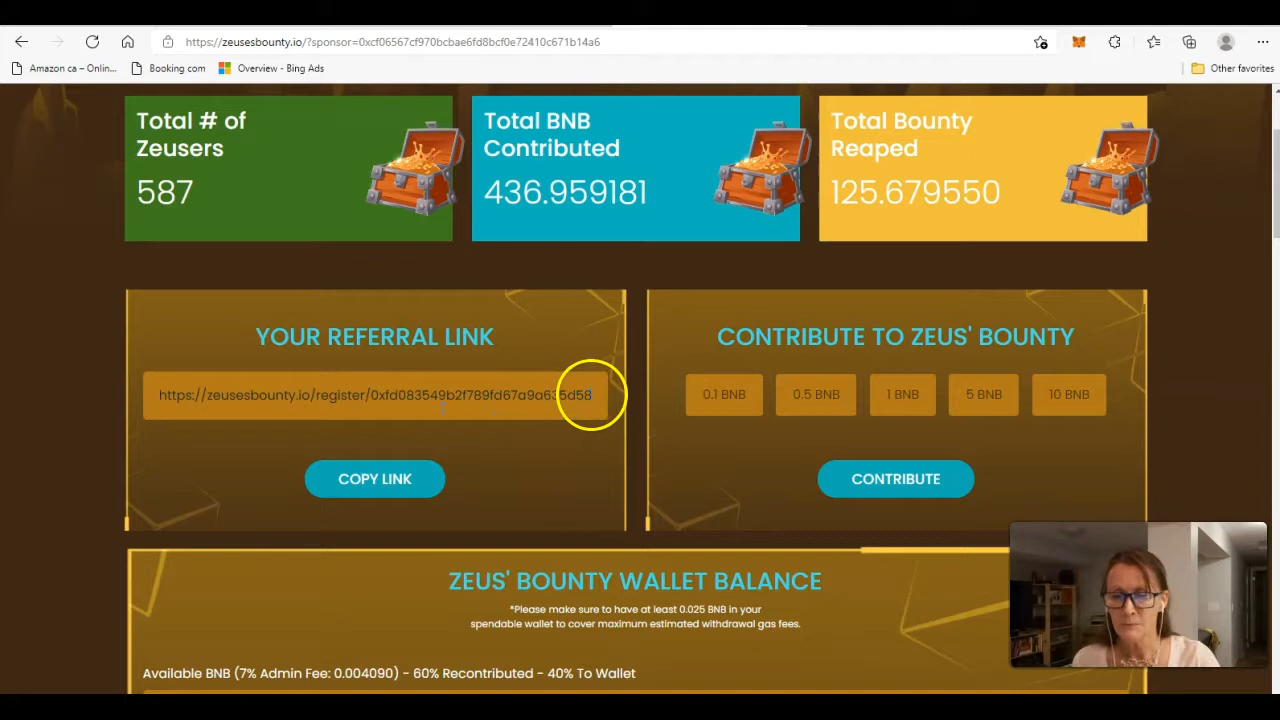 https://zeusesbounty.io/?sponsor=0xcf06567cf970bcbae6fd8bcf0e72410c671b14a6
Amazon ca – Onlin...
Booking com
Overview - Bing Ads
Other favorites
Total # of
Zeusers
587
Total BNB
Contributed
436.959181
Total Bounty
Reaped
125.679550
YOUR REFERRAL LINK
https://zeusesbounty.io/register/0xfd083549b2f789fd67a9a635d58
COPY LINK
CONTRIBUTE TO ZEUS' BOUNTY
0.1 BNB
0.5 BNB
1 BNB
5 BNB
10 BNB
CONTRIBUTE
ZEUS' BOUNTY WALLET BALANCE
*Please make sure to have at least 0.025 BNB in your
spendable wallet to cover maximum estimated withdrawal gas fees.
Available BNB (7% Admin Fee: 0.004090) - 60% Recontributed - 40% To Wallet